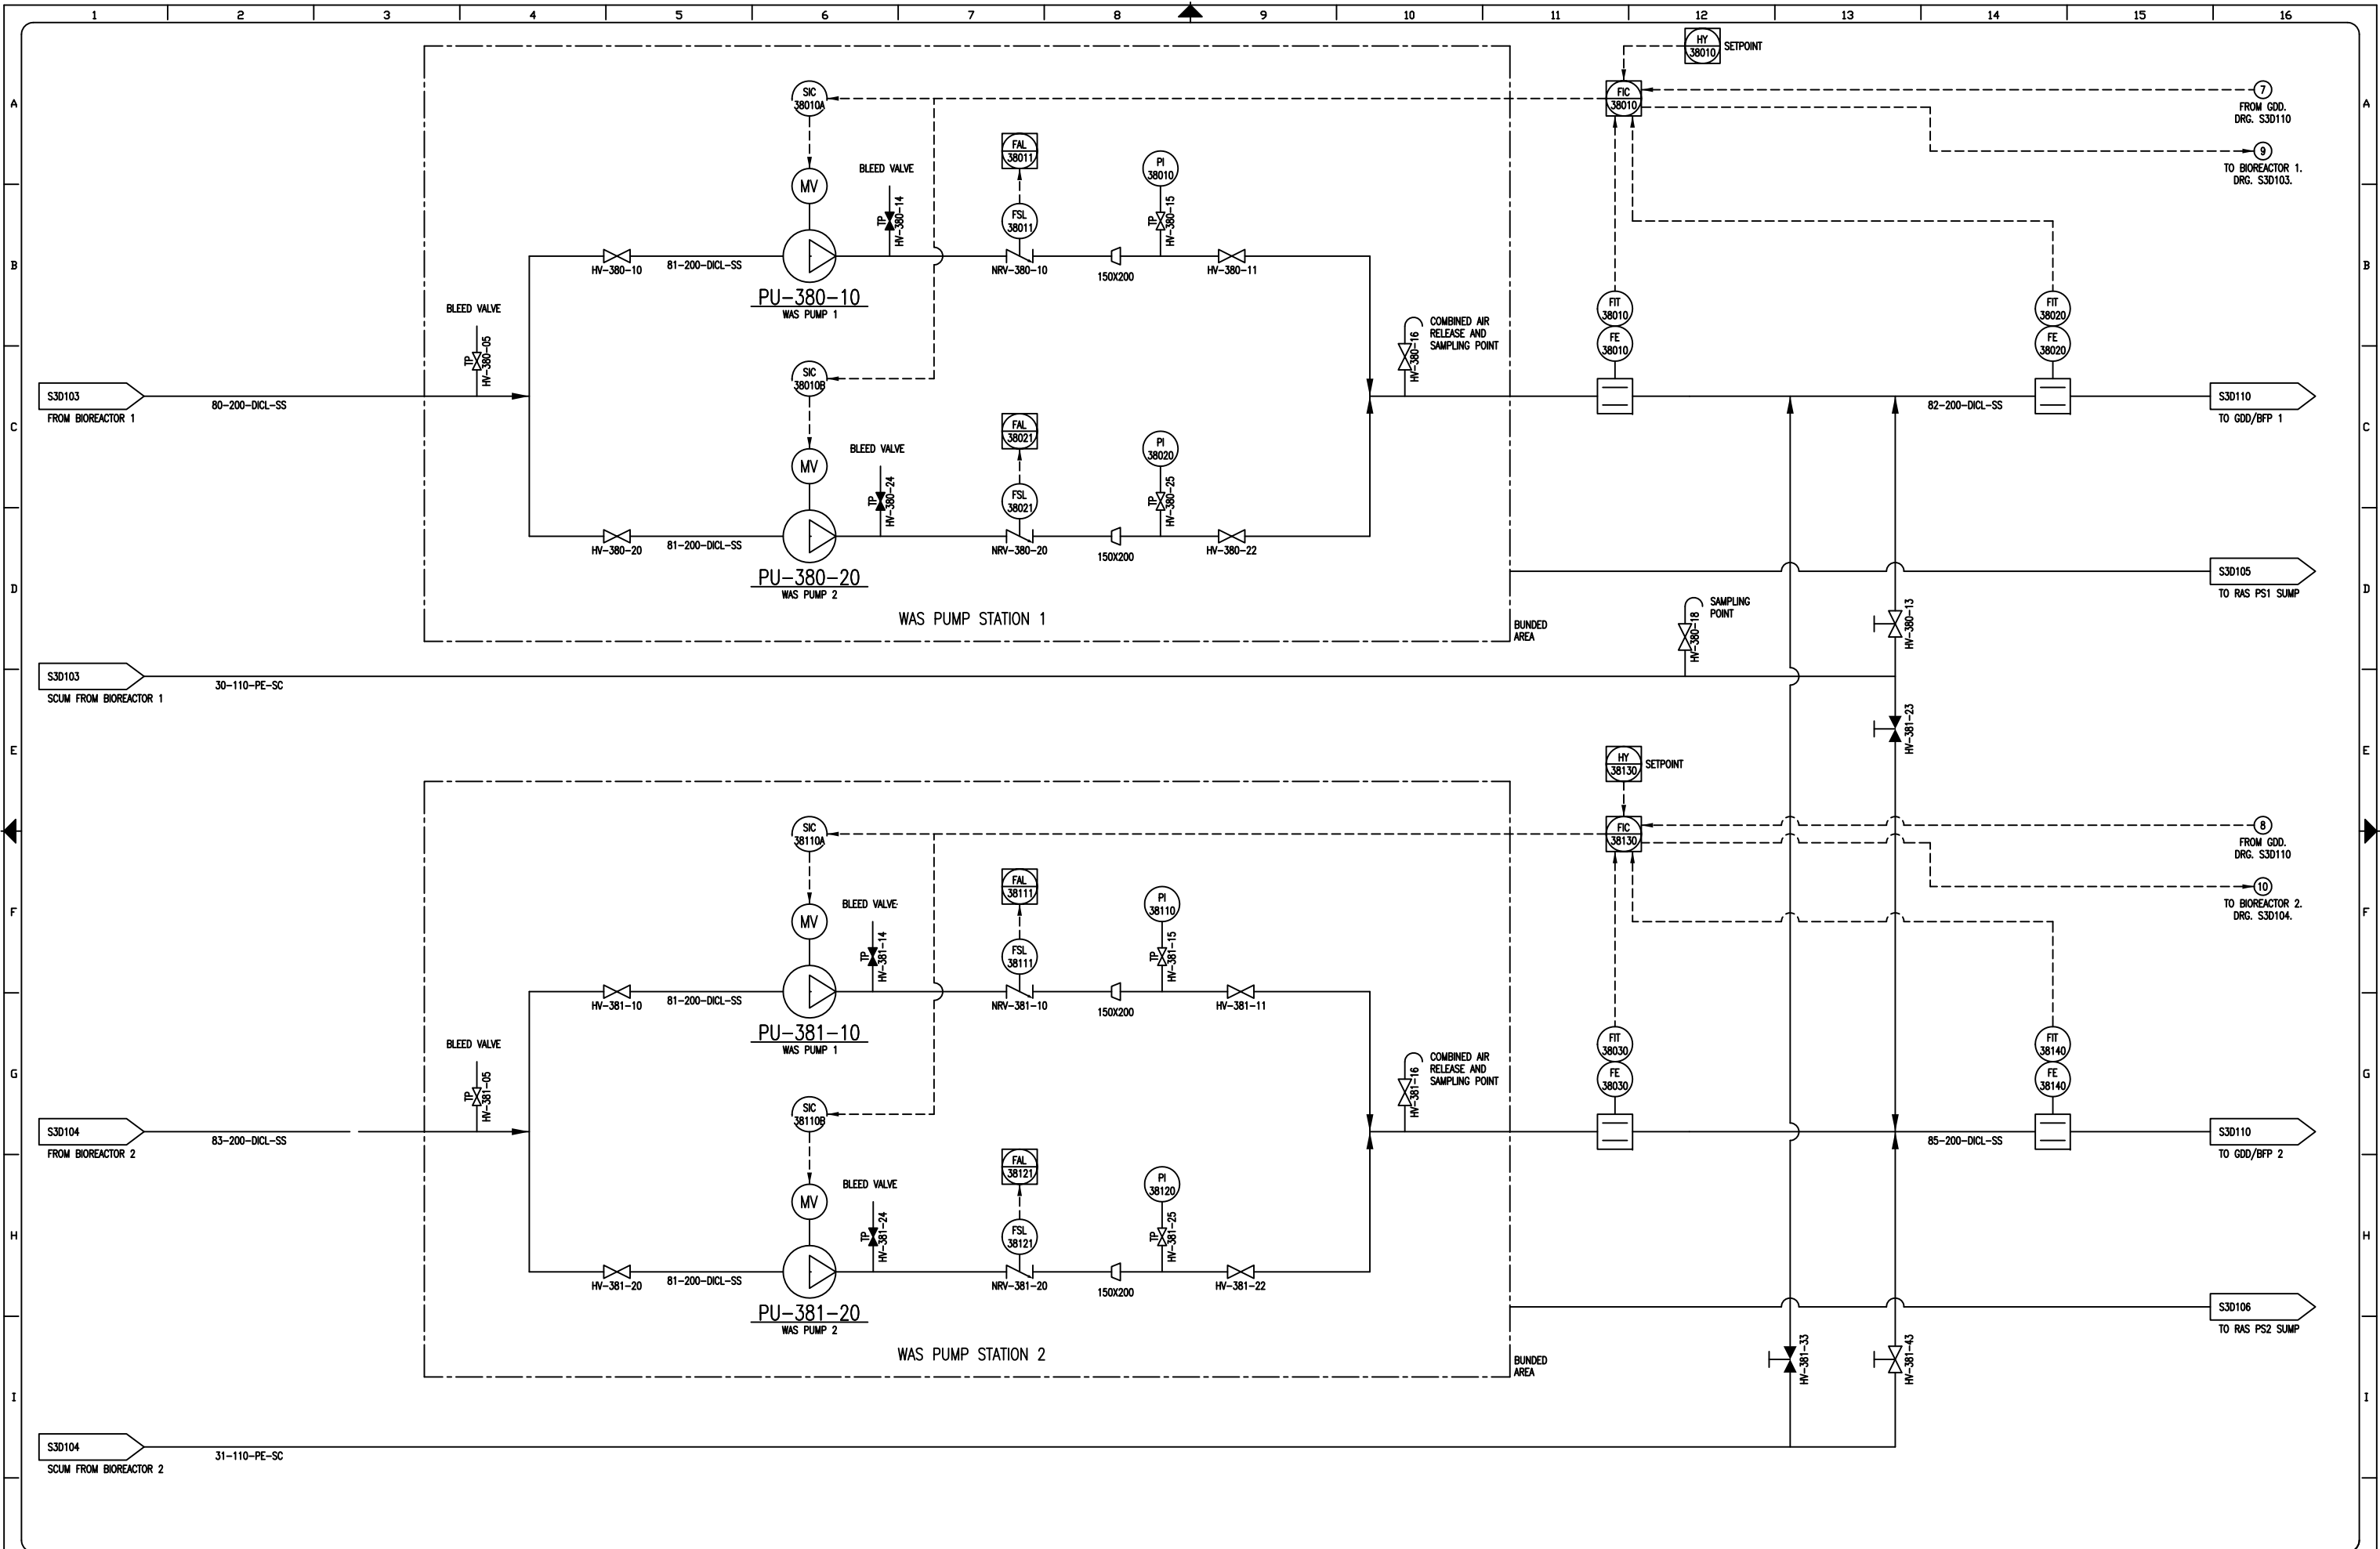 1 2 3 4 5 6 7 8 9 10 11 12 13 14 15 16
A A
B B
C C
D D
E E
F F
G G
H H
I I
HY
38010
SETPOINT
SIC
38010A
FIC
38010
7
FROM GDD.
DRG. S3D110
9
TO BIOREACTOR 1.
DRG. S3D103.
MV
BLEED VALVE
TP
HV-380-14
FAL
38011
FSL
38011
PI
38010
TP
HV-380-15
HV-380-10
81-200-DICL-SS
NRV-380-10
150X200
HV-380-11
PU-380-10
WAS PUMP 1
BLEED VALVE
TP
HV-380-05
COMBINED AIR
RELEASE AND
SAMPLING POINT
HV-380-16
FIT
38010
FE
38010
FIT
38020
FE
38020
S3D103
FROM BIOREACTOR 1
80-200-DICL-SS
SIC
38010B
82-200-DICL-SS
S3D110
TO GDD/BFP 1
MV
BLEED VALVE
TP
HV-380-24
FAL
38021
FSL
38021
PI
38020
TP
HV-380-25
HV-380-20
81-200-DICL-SS
NRV-380-20
150X200
HV-380-22
PU-380-20
WAS PUMP 2
WAS PUMP STATION 1
BUNDED
AREA
S3D105
TO RAS PS1 SUMP
SAMPLING
POINT
HV-380-18
HV-380-13
S3D103
SCUM FROM BIOREACTOR 1
30-110-PE-SC
HV-381-23
HY
38130
SETPOINT
SIC
38110A
FIC
38130
8
FROM GDD.
DRG. S3D110
10
TO BIOREACTOR 2.
DRG. S3D104.
MV
BLEED VALVE
TP
HV-381-14
FAL
38111
FSL
38111
PI
38110
TP
HV-381-15
HV-381-10
81-200-DICL-SS
NRV-381-10
150X200
HV-381-11
PU-381-10
WAS PUMP 1
BLEED VALVE
TP
HV-381-05
COMBINED AIR
RELEASE AND
SAMPLING POINT
HV-381-16
FIT
38030
FE
38030
FIT
38140
FE
38140
S3D104
FROM BIOREACTOR 2
83-200-DICL-SS
SIC
38110B
85-200-DICL-SS
S3D110
TO GDD/BFP 2
MV
BLEED VALVE
TP
HV-381-24
FAL
38121
FSL
38121
PI
38120
TP
HV-381-25
HV-381-20
81-200-DICL-SS
NRV-381-20
150X200
HV-381-22
PU-381-20
WAS PUMP 2
WAS PUMP STATION 2
BUNDED
AREA
S3D106
TO RAS PS2 SUMP
HV-381-33
HV-381-43
S3D104
SCUM FROM BIOREACTOR 2
31-110-PE-SC